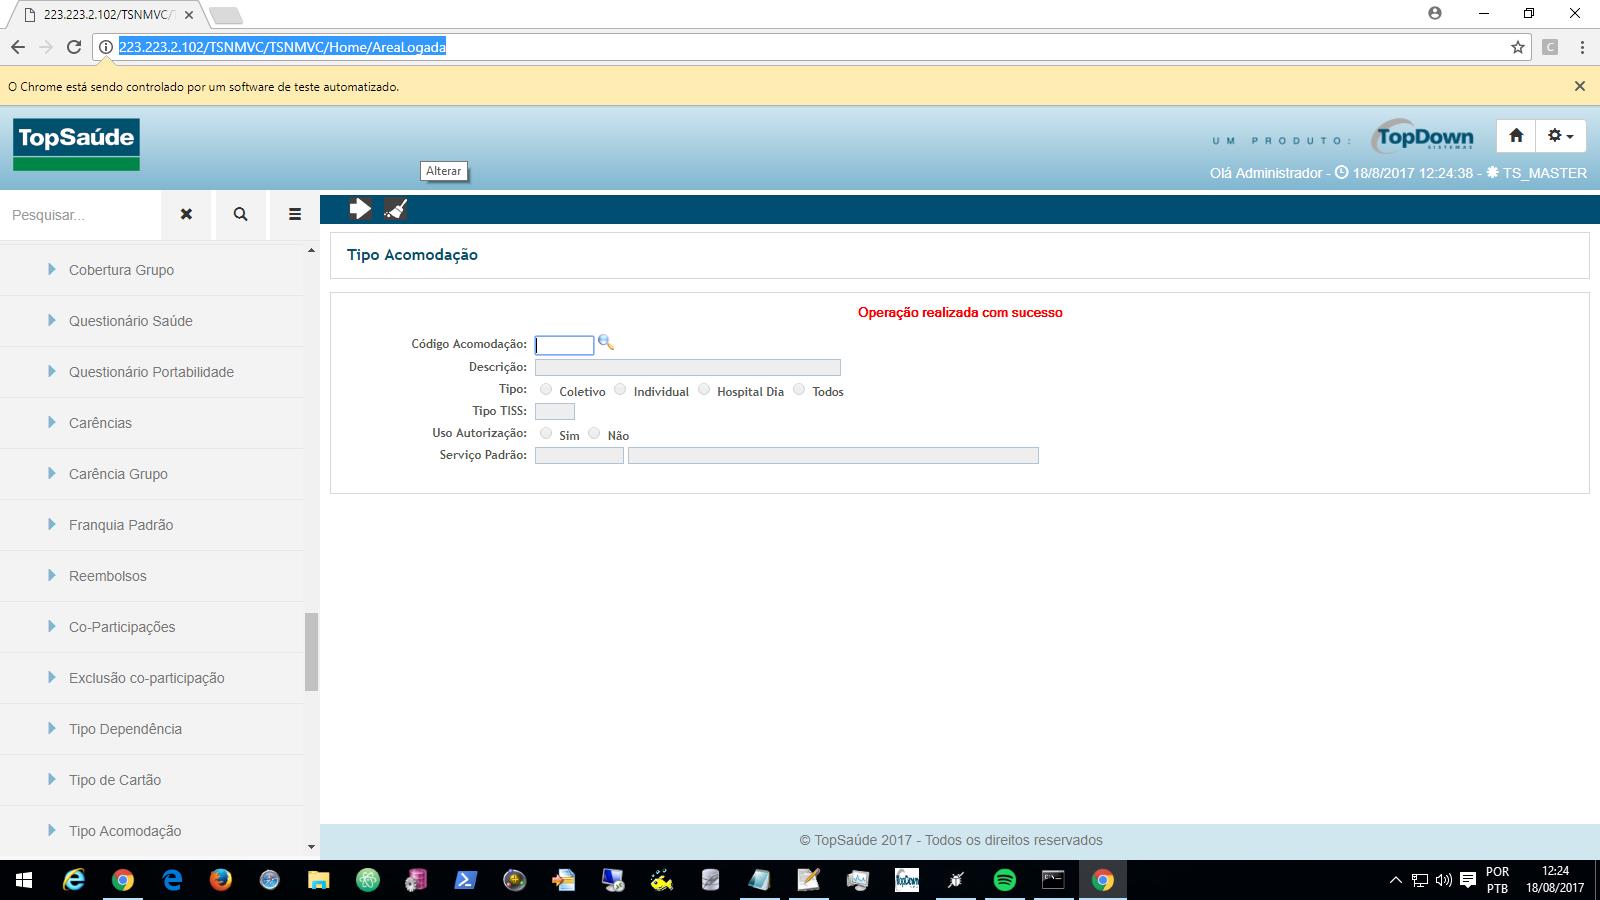 223.223.2.102/TSNMVC/T
223.223.2.102/TSNMVC/TSNMVC/Home/AreaLogada
C
O Chrome está sendo controlado por um software de teste automatizado.
TopSaúde
UM PRODUTO:
TopDown
SISTEMAS
Alterar
Olá Administrador - 18/8/2017 12:24:38 - TS_MASTER
Pesquisar...
Cobertura Grupo
Questionário Saúde
Questionário Portabilidade
Carências
Carência Grupo
Franquia Padrão
Reembolsos
Co-Participações
Exclusão co-participação
Tipo Dependência
Tipo de Cartão
Tipo Acomodação
Tipo Acomodação
Operação realizada com sucesso
Código Acomodação:
Descrição:
Tipo: Coletivo Individual Hospital Dia Todos
Tipo TISS:
Uso Autorização: Sim Não
Serviço Padrão:
© TopSaúde 2017 - Todos os direitos reservados
TopDown
POR
PTB
12:24
18/08/2017